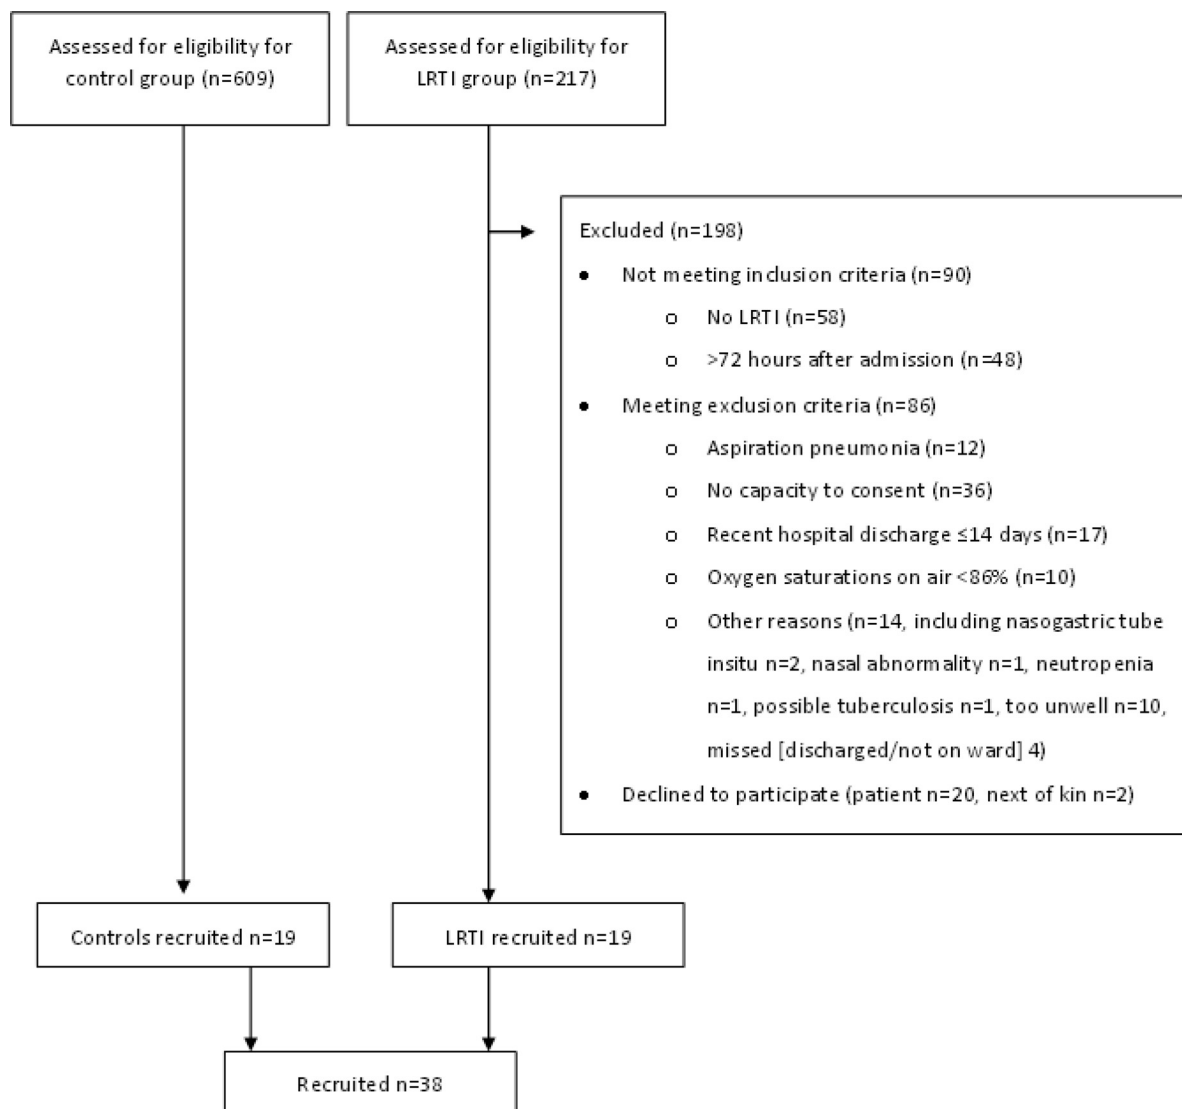 Assessed for eligibility for
control group (n=609)
Assessed for eligibility for
LRTI group (n=217)
Excluded (n=198)
● Not meeting inclusion criteria (n=90)
o No LRTI (n=58)
o >72 hours after admission (n=48)
● Meeting exclusion criteria (n=86)
o Aspiration pneumonia (n=12)
o No capacity to consent (n=36)
o Recent hospital discharge ≤14 days (n=17)
o Oxygen saturations on air <86% (n=10)
o Other reasons (n=14, including nasogastric tube
insitu n=2, nasal abnormality n=1, neutropenia
n=1, possible tuberculosis n=1, too unwell n=10,
missed [discharged/not on ward] 4)
● Declined to participate (patient n=20, next of kin n=2)
Controls recruited n=19
LRTI recruited n=19
Recruited n=38